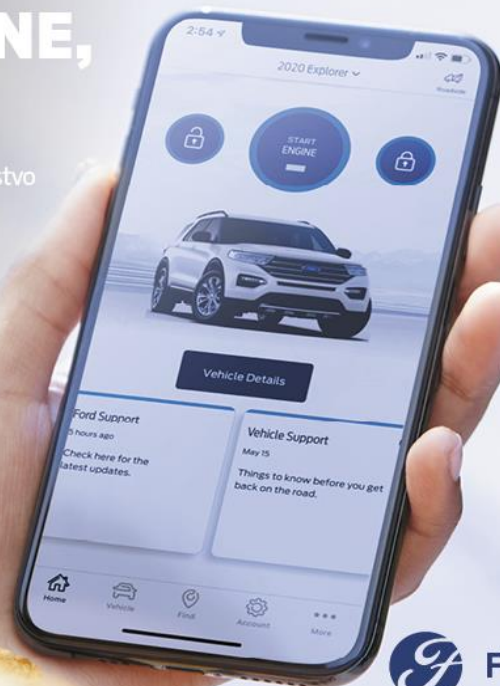 NE,
stvo
2:54
2020 Explorer
Roadside
START
ENGINE
Vehicle Details
Ford Support
5 hours ago
Check here for the
latest updates.
Vehicle Support
May 15
Things to know before you get
back on the road.
Home
Vehicle
Find
Account
More
F